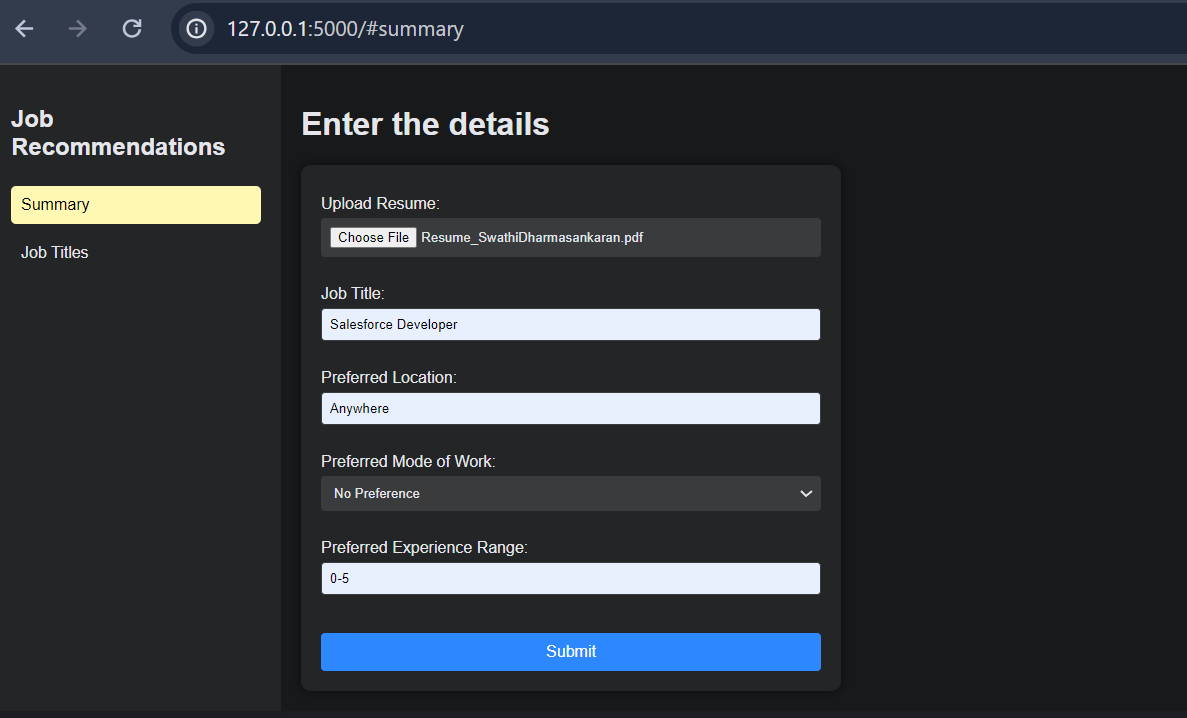 127.0.0.1:5000/#summary
Job
Recommendations
Summary
Job Titles
Enter the details
Upload Resume:
Choose File Resume_SwathiDharmasankaran.pdf
Job Title:
Salesforce Developer
Preferred Location:
Anywhere
Preferred Mode of Work:
No Preference
Preferred Experience Range:
0-5
Submit